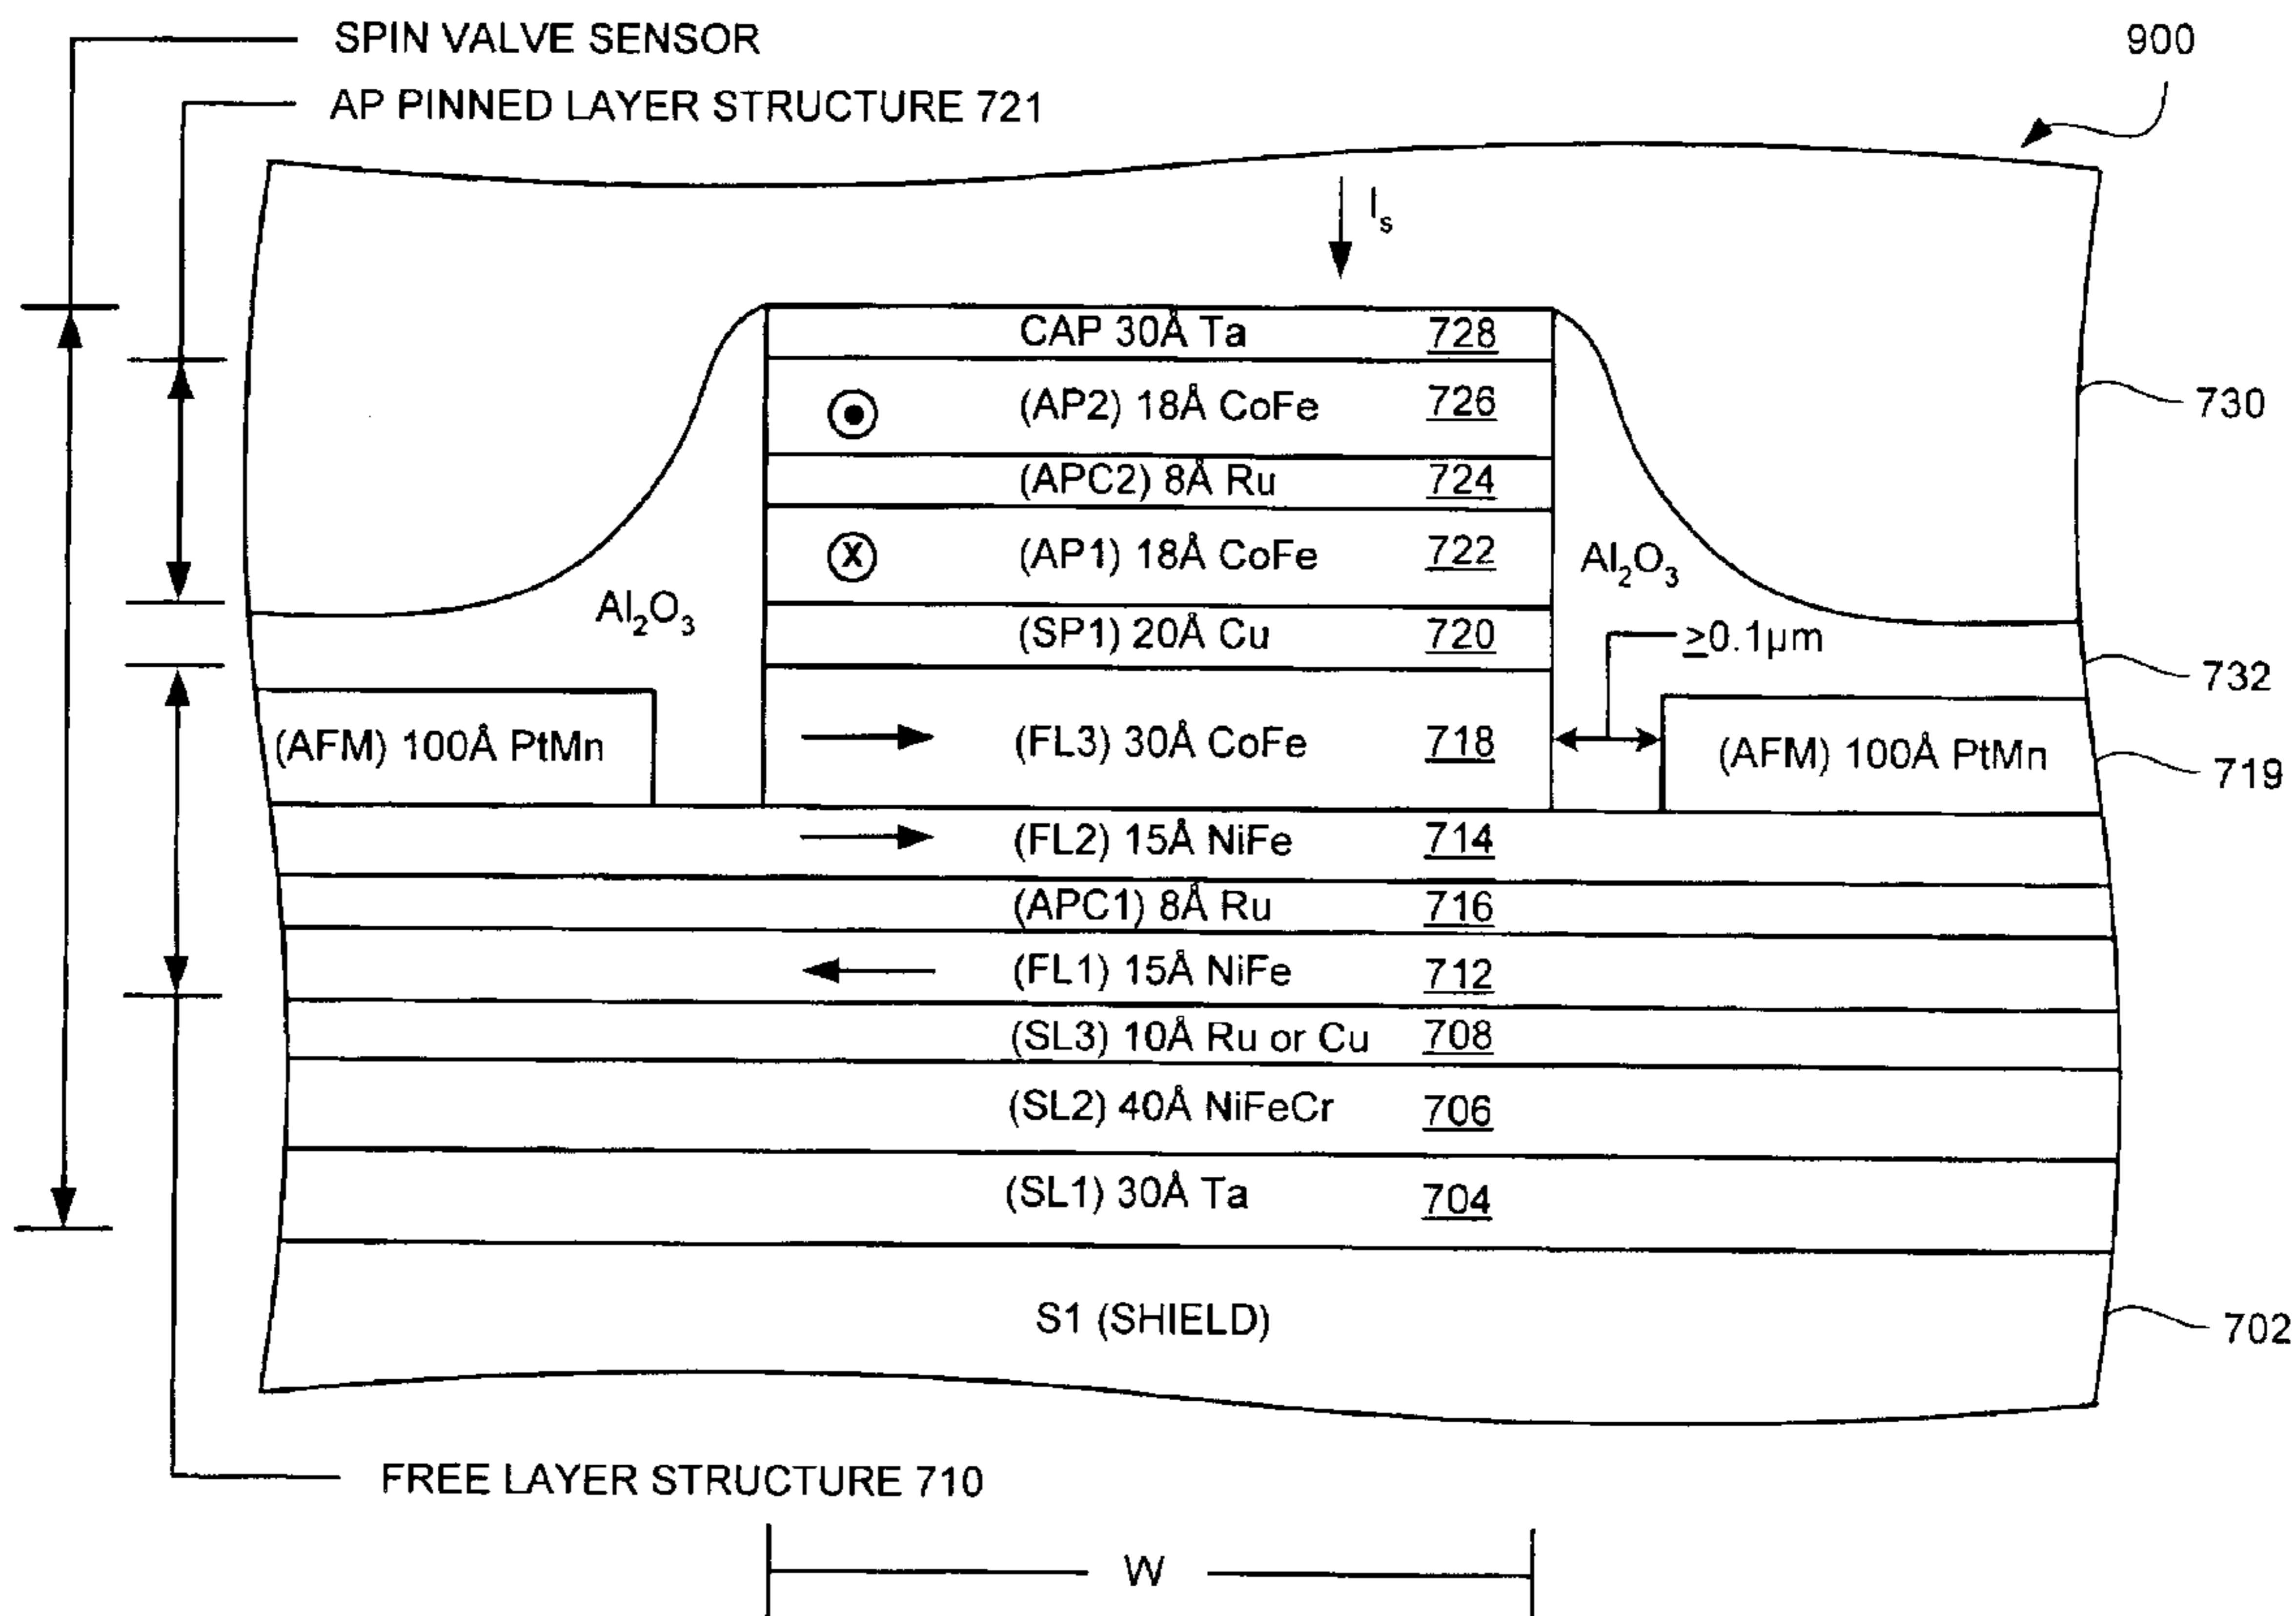 SPIN VALVE SENSOR
900
AP PINNED LAYER STRUCTURE 721
Is
CAP 30Å Ta 728
(AP2) 18Å CoFe 726
730
(APC2) 8Å Ru 724
X (AP1) 18Å CoFe 722
Al2O3
Al2O3
(SP1) 20Å Cu 720
≥0.1µm
732
(AFM) 100Å PtMn
(FL3) 30Å CoFe 718
(AFM) 100Å PtMn
719
(FL2) 15Å NiFe 714
(APC1) 8Å Ru 716
(FL1) 15Å NiFe 712
(SL3) 10Å Ru or Cu 708
(SL2) 40Å NiFeCr 706
(SL1) 30Å Ta 704
S1 (SHIELD)
702
FREE LAYER STRUCTURE 710
W